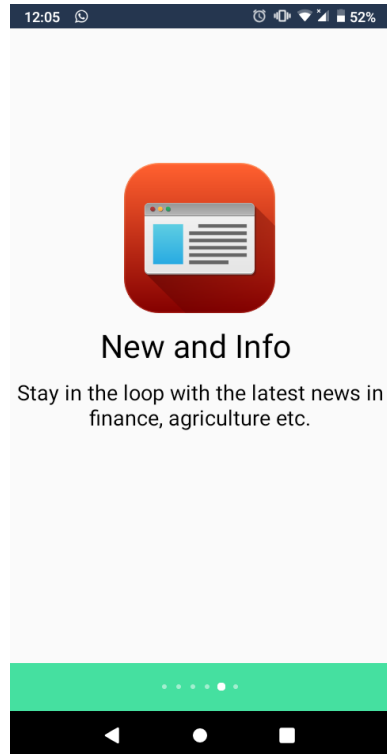 12:05 52%
New and Info
Stay in the loop with the latest news in
finance, agriculture etc.